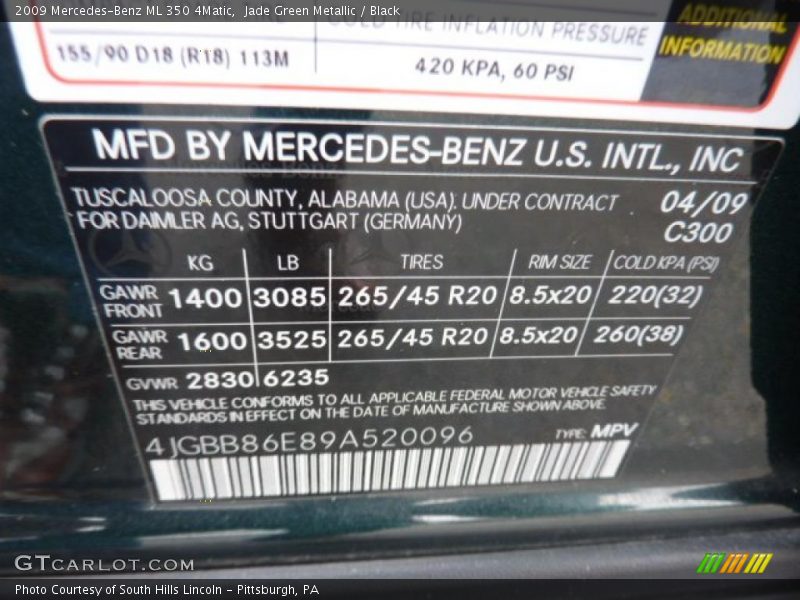 2009 Mercedes-Benz ML 350 4Matic, Jade Green Metallic / Black
COLD TIRE INFLATION PRESSURE
ADDITIONAL
INFORMATION
155/90 D18 (R18) 113M
420 KPA, 60 PSI
MFD BY MERCEDES-BENZ U.S. INTL., INC
TUSCALOOSA COUNTY, ALABAMA (USA). UNDER CONTRACT 04/09
FOR DAIMLER AG, STUTTGART (GERMANY) C300
KG LB TIRES RIM SIZE COLD KPA (PSI)
GAWR FRONT 1400 3085 265/45 R20 8.5x20 220(32)
GAWR REAR 1600 3525 265/45 R20 8.5x20 260(38)
GVWR 2830 6235
THIS VEHICLE CONFORMS TO ALL APPLICABLE FEDERAL MOTOR VEHICLE SAFETY
STANDARDS IN EFFECT ON THE DATE OF MANUFACTURE SHOWN ABOVE.
4JGBB86E89A520096 TYPE: MPV
GTCARLOT.COM
Photo Courtesy of South Hills Lincoln - Pittsburgh, PA